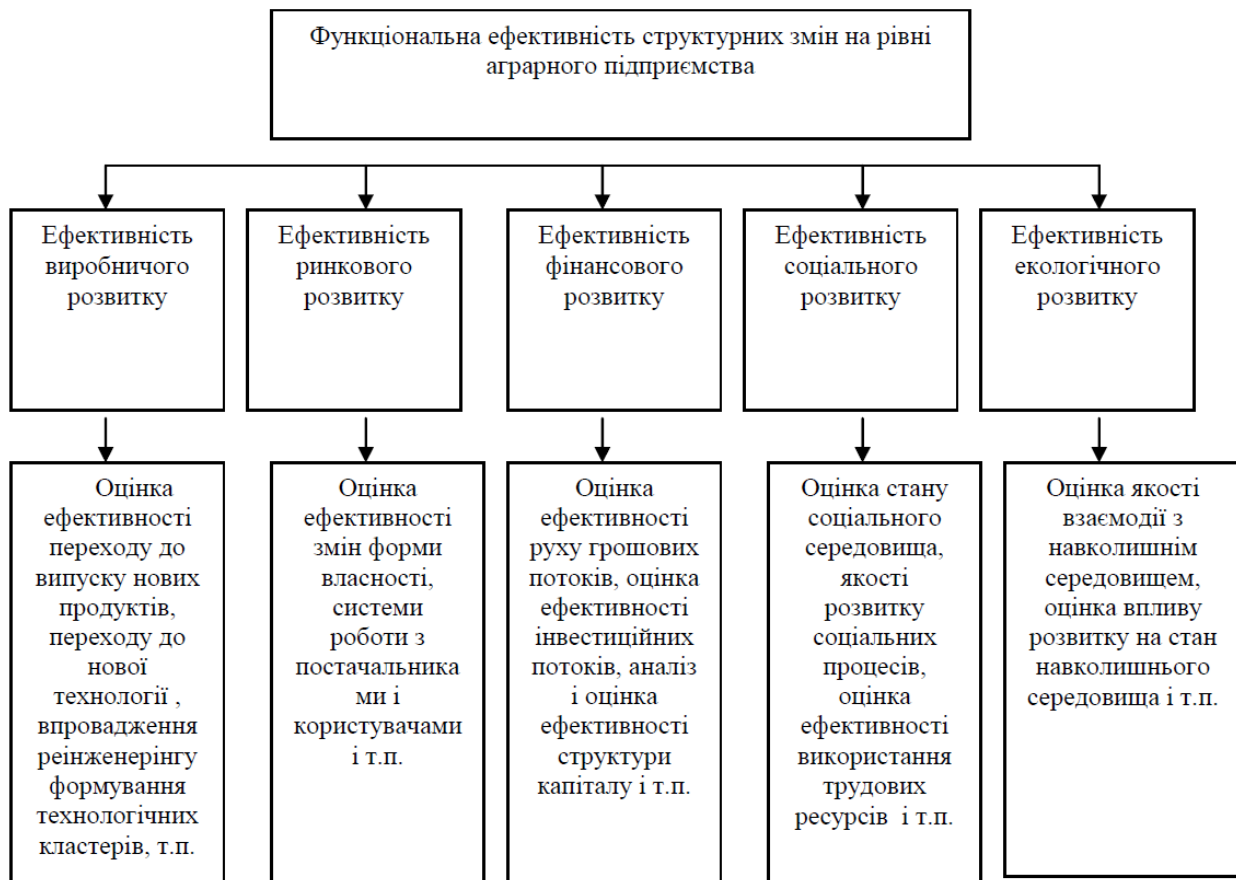 Функціональна ефективність структурних змін на рівні
аграрного підприємства
Ефективність
виробничого
розвитку
Ефективність
ринкового
розвитку
Ефективність
фінансового
розвитку
Ефективність
соціального
розвитку
Ефективність
екологічного
розвитку
Оцінка
ефективності
переходу до
випуску нових
продуктів,
переходу до
нової
технології ,
впровадження
реінженерінгу
формування
технологічних
кластерів, т.п.
Оцінка
ефективності
змін форми
власності,
системи
роботи з
постачальника
ми і
користувачами
і т.п.
Оцінка
ефективності
руху грошових
потоків, оцінка
ефективності
інвестиційних
потоків, аналіз
і оцінка
ефективності
структури
капіталу і т.п.
Оцінка стану
соціального
середовища,
якості
розвитку
соціальних
процесів,
оцінка
ефективності
використання
трудових
ресурсів і т.п.
Оцінка якості
взаємодії з
навколишнім
середовищем,
оцінка впливу
розвитку на стан
навколишнього
середовища і т.п.